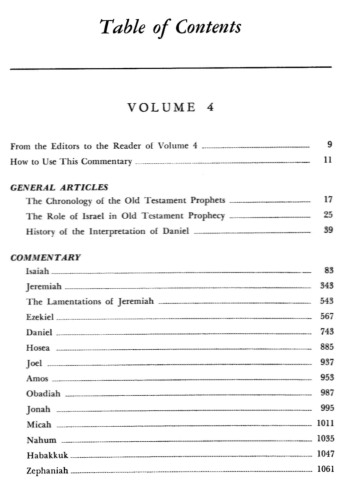 Table of Contents
VOLUME 4
From the Editors to the Reader of Volume 4 9
How to Use This Commentary 11
GENERAL ARTICLES
The Chronology of the Old Testament Prophets 17
The Role of Israel in Old Testament Prophecy 25
History of the Interpretation of Daniel 39
COMMENTARY
Isaiah 83
Jeremiah 343
The Lamentations of Jeremiah 543
Ezekiel 567
Daniel 743
Hosea 885
Joel 937
Amos 953
Obadiah 987
Jonah 995
Micah 1011
Nahum 1035
Habakkuk 1047
Zephaniah 1061